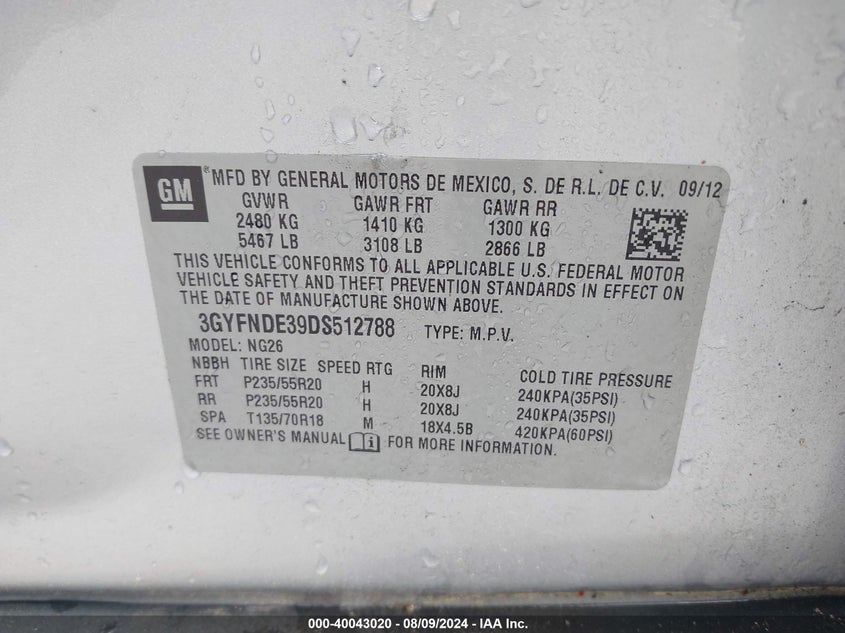 GM ® MFD BY GENERAL MOTORS DE MEXICO, S. DE R.L. DE C.V. 09/12
GVWR GAWR FRT GAWR RR
2480 KG 1410 KG 1300 KG
5467 LB 3108 LB 2866 LB
THIS VEHICLE CONFORMS TO ALL APPLICABLE U.S. FEDERAL MOTOR
VEHICLE SAFETY AND THEFT PREVENTION STANDARDS IN EFFECT ON
THE DATE OF MANUFACTURE SHOWN ABOVE.
3GYFNDE39DS512788 TYPE: M.P.V.
MODEL: NG26
NBBH TIRE SIZE SPEED RTG RIM COLD TIRE PRESSURE
FRT P235/55R20 H 20X8J 240KPA(35PSI)
RR P235/55R20 H 20X8J 240KPA(35PSI)
SPA T135/70R18 M 18X4.5B 420KPA(60PSI)
SEE OWNER'S MANUAL i FOR MORE INFORMATION.
000-40043020 - 08/09/2024 - IAA Inc.